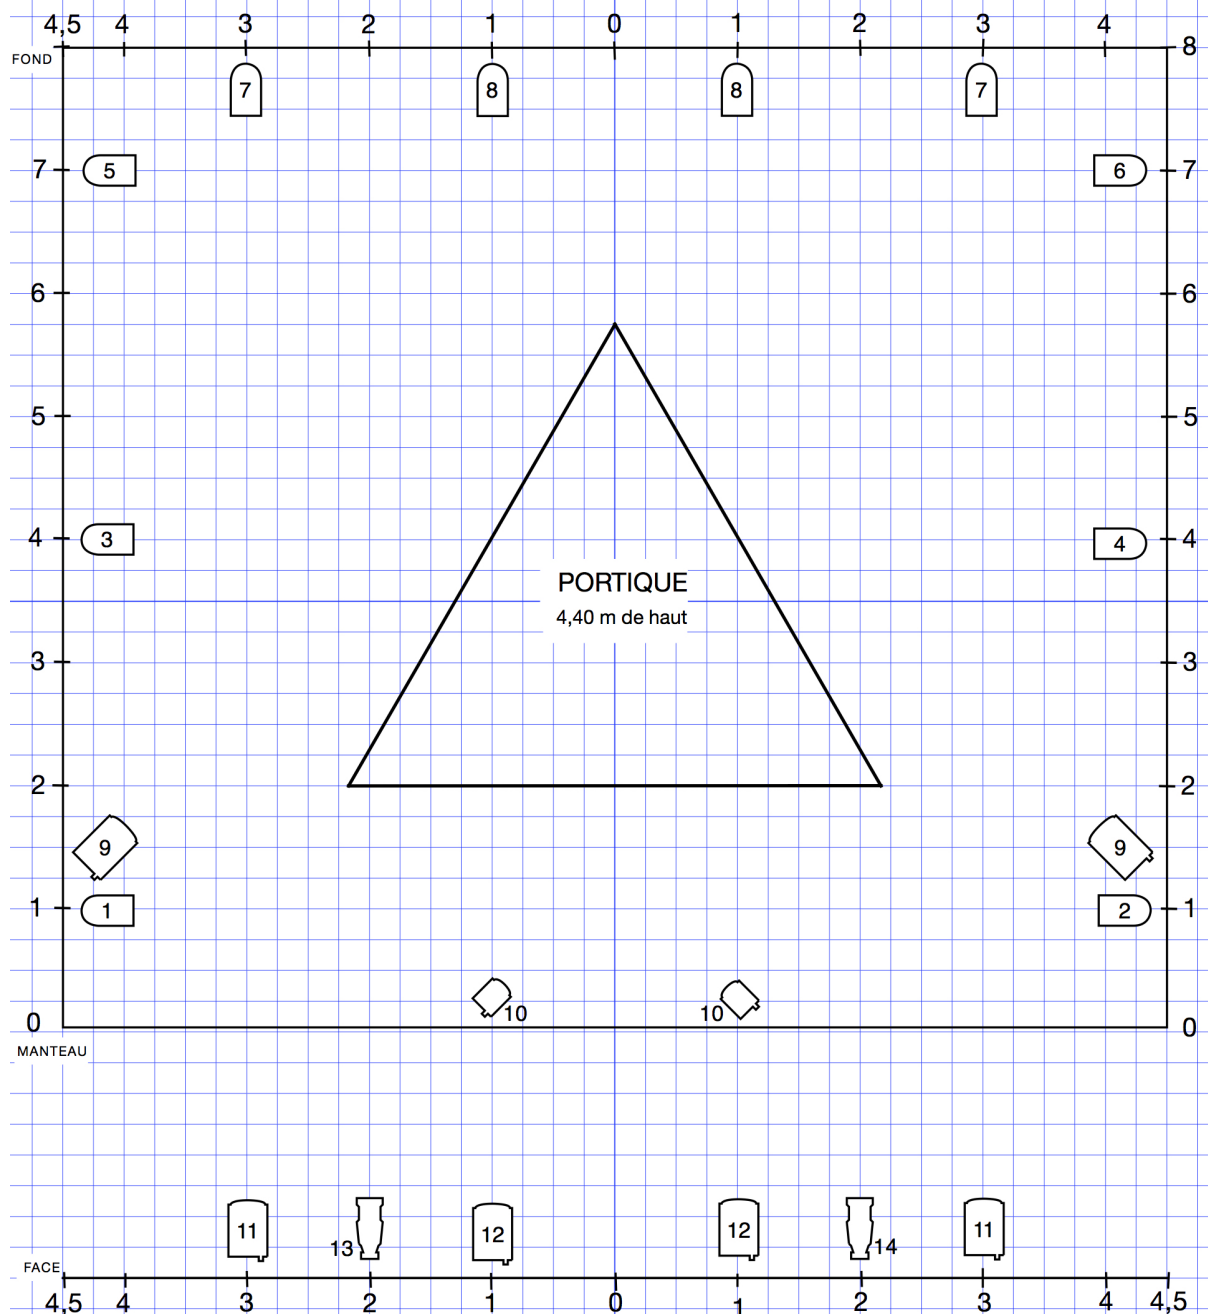 4,5 4 3 2 1 0 1 2 3 4
8
FOND
7 8 8 7
7 5 6 7
6 6
5 5
4 3 4 4
PORTIQUE
4,40 m de haut
3 3
2 2
9 9
1 1 2 1
10 10
0 0
MANTEAU
11 13 12 12 14 11
FACE
4,5 4 3 2 1 0 1 2 3 4 4,5